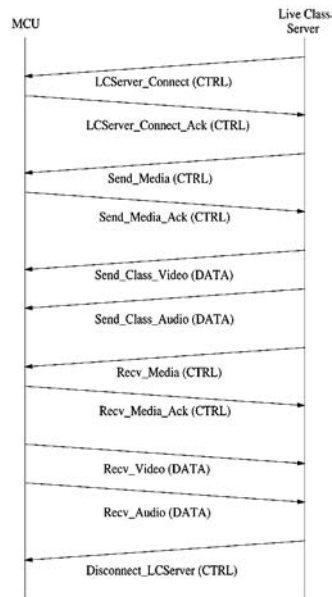 MCU
Live Class.
Server
LCServer_Connect (CTRL)
LCServer_Connect_Ack (CTRL)
Send_Media (CTRL)
Send_Media_Ack (CTRL)
Send_Class_Video (DATA)
Send_Class_Audio (DATA)
Recv_Media (CTRL)
Recv_Media_Ack (CTRL)
Recv_Video (DATA)
Recv_Audio (DATA)
Disconnect_LCServer (CTRL)